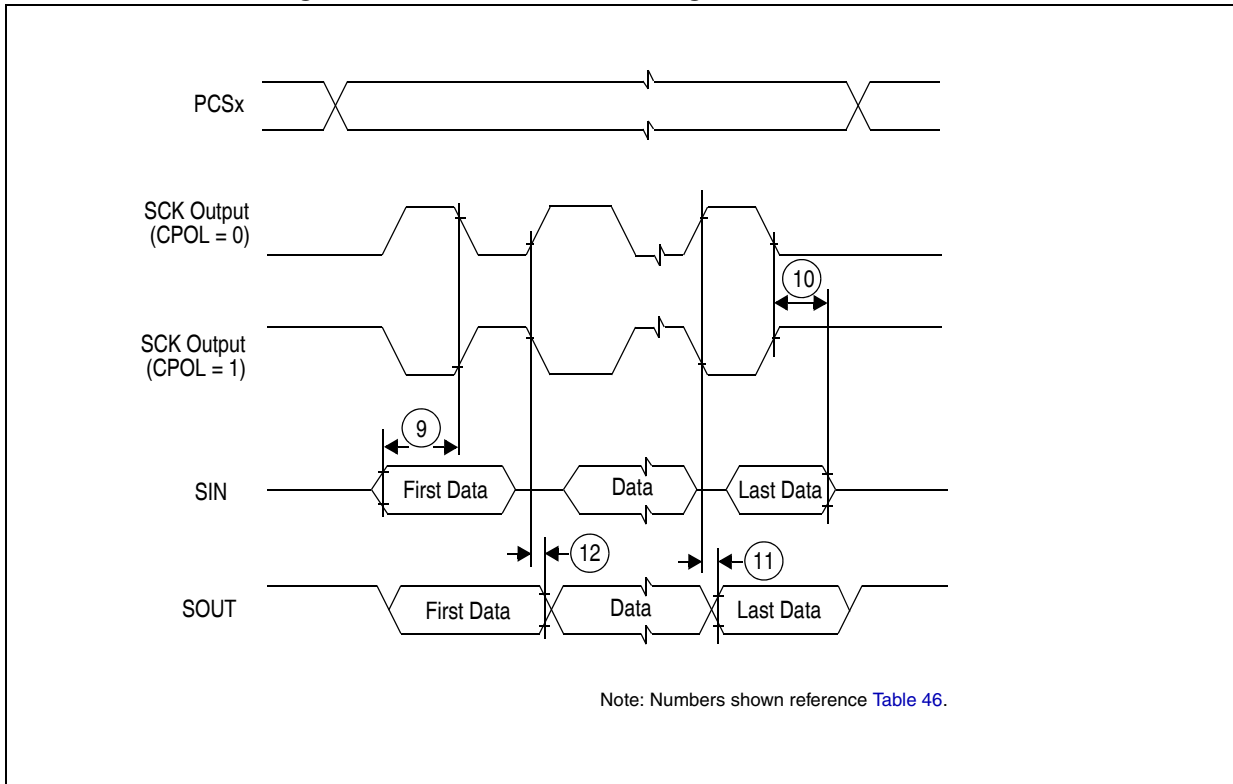 PCSx
SCK Output
(CPOL = 0)
10
SCK Output
(CPOL = 1)
9
SIN
First Data
Data
Last Data
12
11
SOUT
First Data
Data
Last Data
Note: Numbers shown reference Table 46.